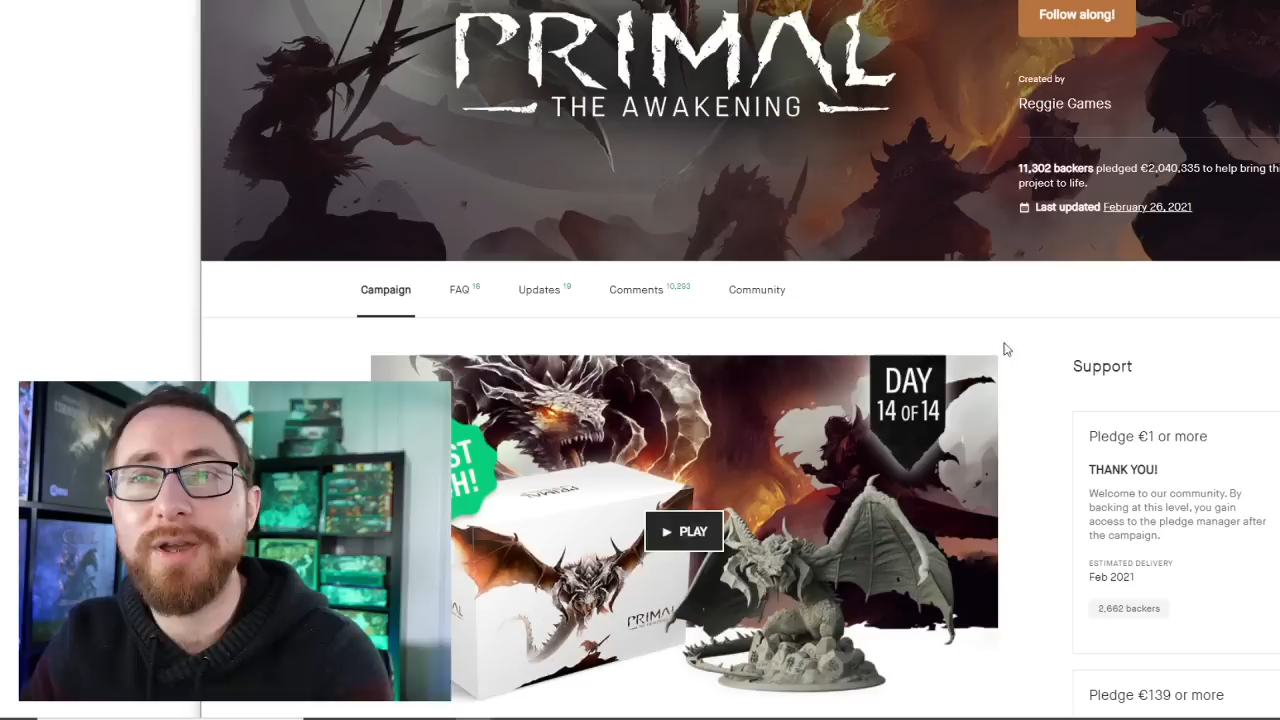 PRIMAL
THE AWAKENING
Follow along!
Created by
Reggie Games
11,302 backers pledged €2,040,335 to help bring
project to life.
Last updated February 26, 2021
Campaign
FAQ 16
Updates 19
Comments 10,293
Community
DAY
14 OF 14
PLAY
PRIMAL
Support
Pledge €1 or more
THANK YOU!
Welcome to our community. By
backing at this level, you gain
access to the pledge manager after
the campaign.
ESTIMATED DELIVERY
Feb 2021
2,662 backers
Pledge €139 or more